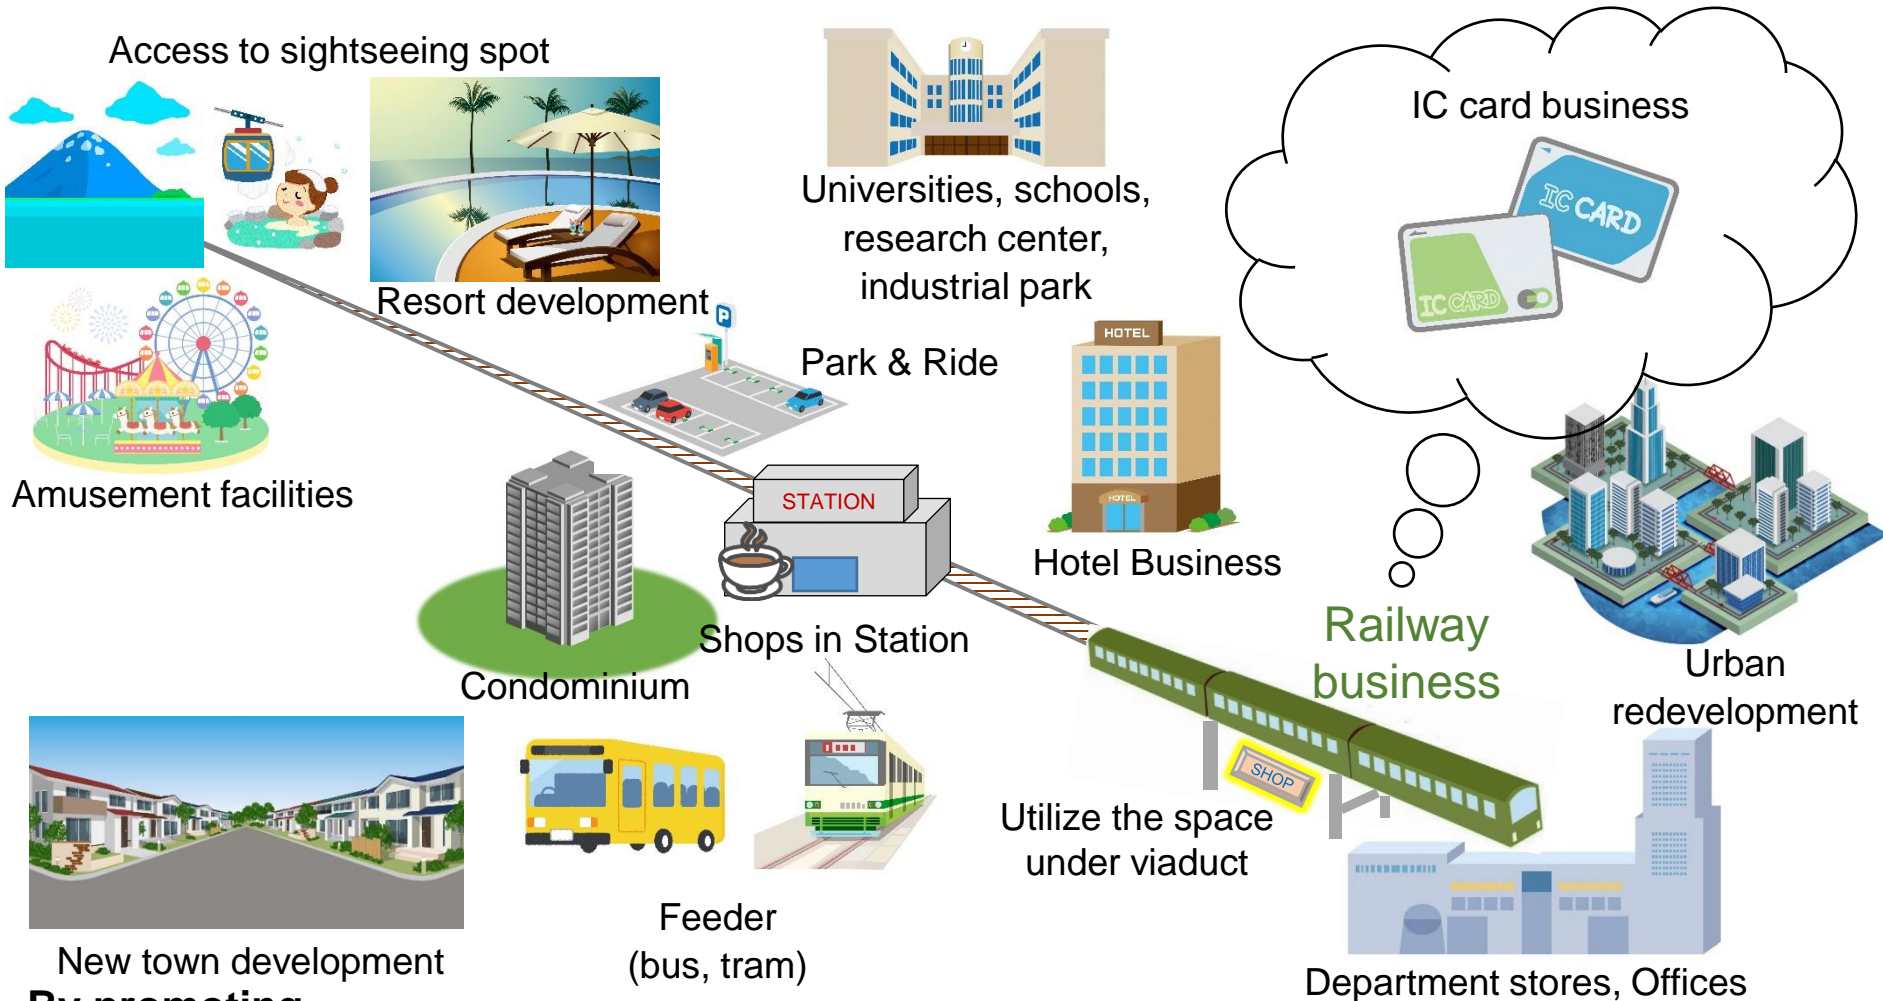 Access to sightseeing spot
IC card business
IC CARD
IC CARD
Universities, schools,
research center,
industrial park
Resort development
P
Park & Ride
HOTEL
HOTEL
Hotel Business
Amusement facilities
STATION
Shops in Station
Condominium
Railway
business
Urban
redevelopment
SHOP
Utilize the space
under viaduct
Feeder
(bus, tram)
New town development
Department stores, Offices
By promoting